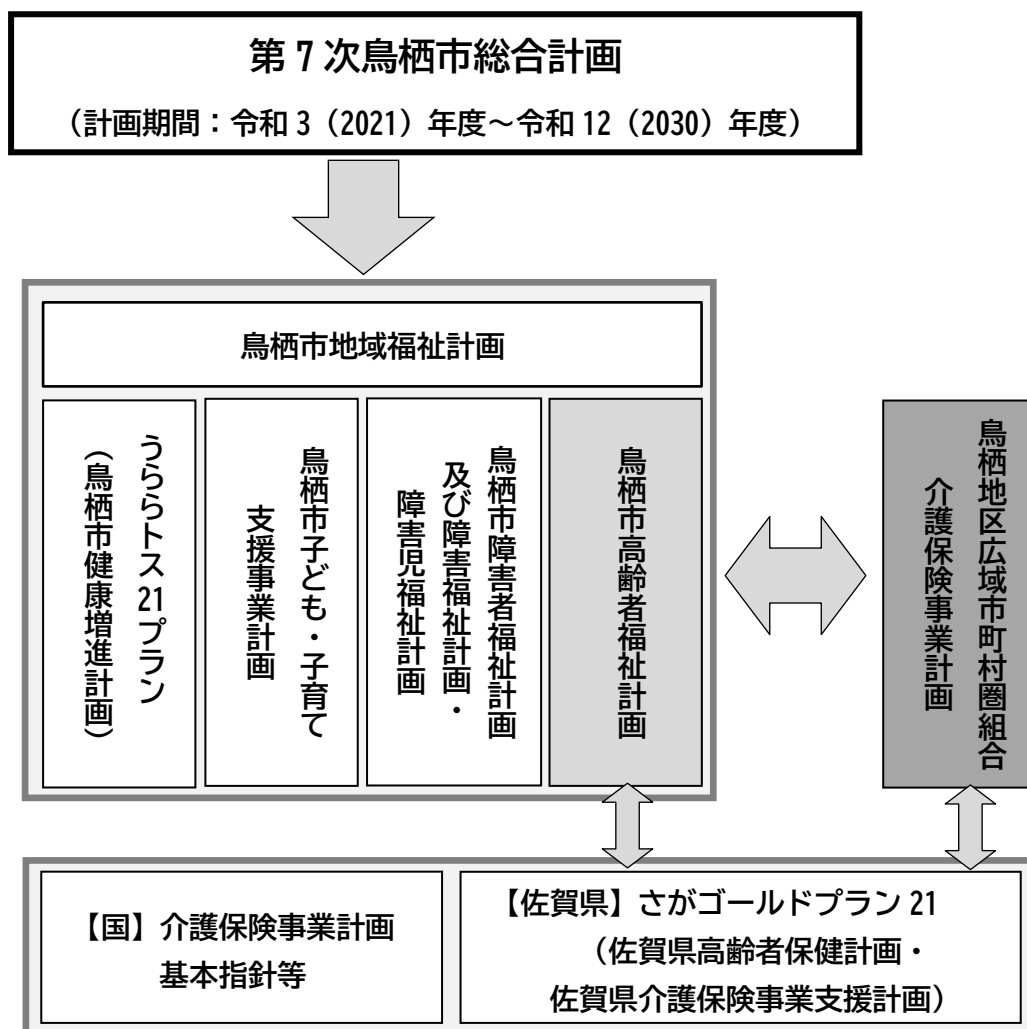 第7次鳥栖市総合計画
(計画期間：令和3(2021)年度～令和12(2030)年度)
鳥栖市地域福祉計画
うららトス21プラン
(鳥栖市健康増進計画)
鳥栖市子ども・子育て
支援事業計画
鳥栖市障害者福祉計画
及び障害福祉計画・
障害児福祉計画
鳥栖市高齢者福祉計画
鳥栖地区広域市町村圏組合
介護保険事業計画
【国】介護保険事業計画
基本指針等
【佐賀県】さがゴールドプラン21
(佐賀県高齢者保健計画・
佐賀県介護保険事業支援計画)